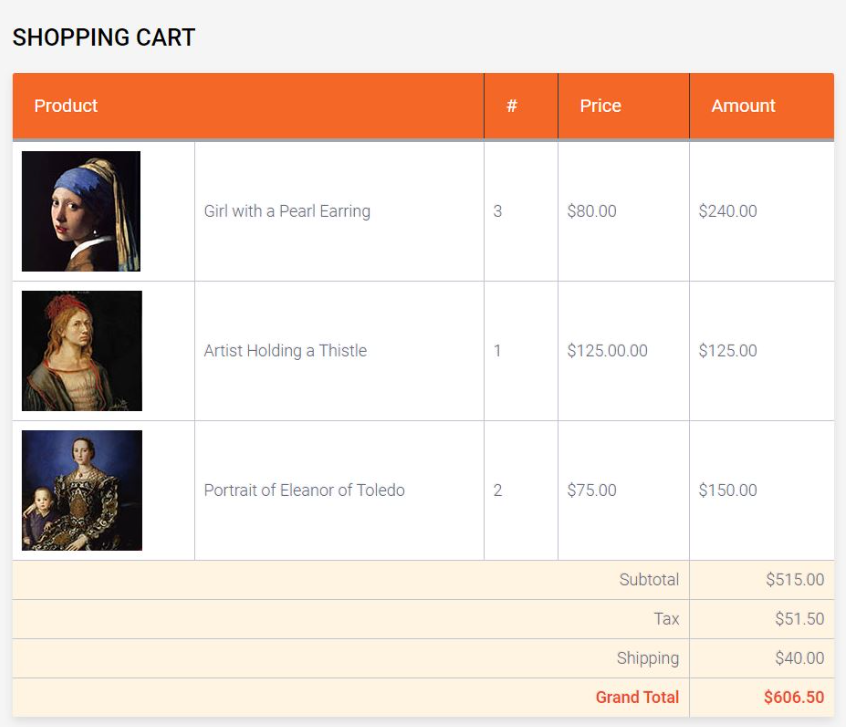 SHOPPING CART
Product # Price Amount
Girl with a Pearl Earring 3 $80.00 $240.00
Artist Holding a Thistle 1 $125.00.00 $125.00
Portrait of Eleanor of Toledo 2 $75.00 $150.00
Subtotal $515.00
Tax $51.50
Shipping $40.00
Grand Total $606.50